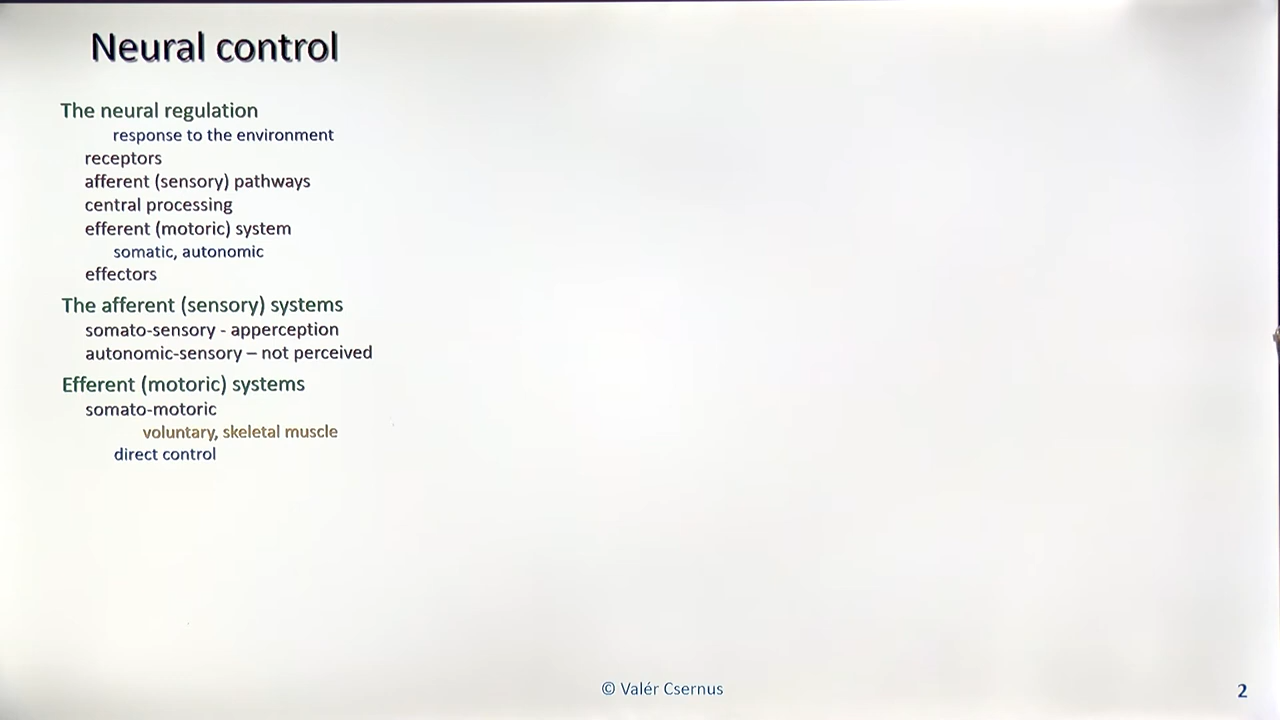 Neural control
The neural regulation
response to the environment
receptors
afferent (sensory) pathways
central processing
efferent (motoric) system
somatic, autonomic
effectors
The afferent (sensory) systems
somato-sensory - apperception
autonomic-sensory – not perceived
Efferent (motoric) systems
somato-motoric
voluntary, skeletal muscle
direct control
© Valér Csernus
2